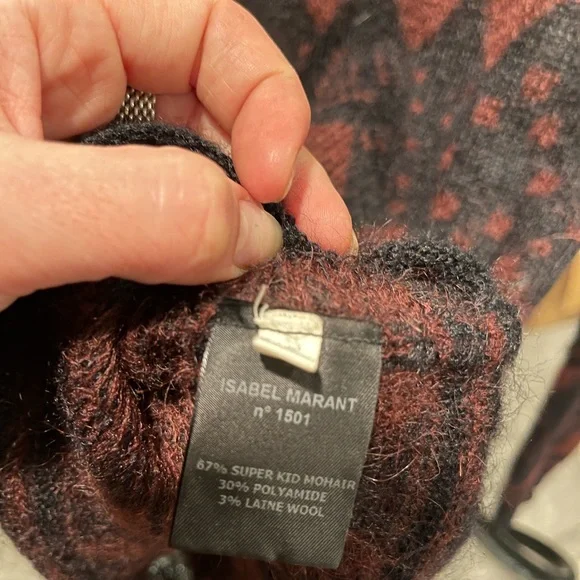 ISABEL MARANT
n° 1501
67% SUPER KID MOHAIR
30% POLYAMIDE
3% LAINE WOOL